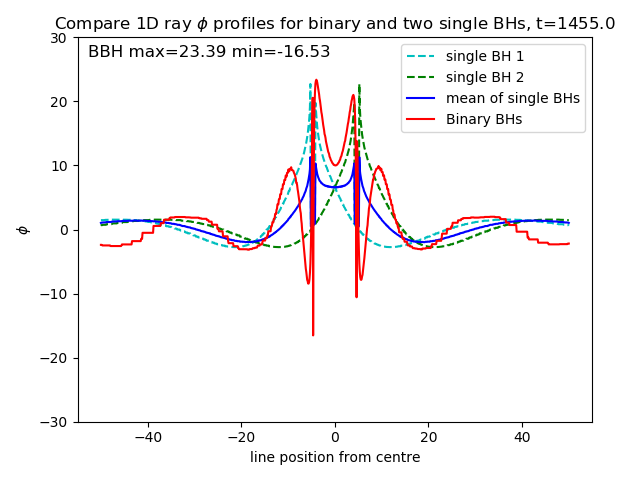 Compare 1D ray ϕ profiles for binary and two single BHs, t=1455.0
BBH max=23.39 min=-16.53
single BH 1
single BH 2
mean of single BHs
Binary BHs
30
20
10
0
−10
−20
−30
ϕ
−40 −20 0 20 40
line position from centre